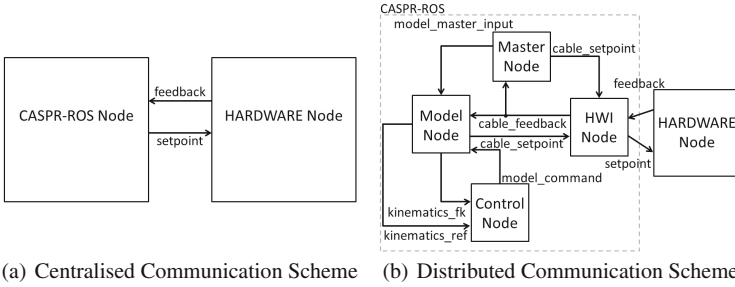 CASPR-ROS Node
feedback
setpoint
HARDWARE Node
(a) Centralised Communication Scheme
CASPR-ROS
model_master_input
Master
Node
cable_setpoint
feedback
Model
Node
cable_feedback
cable_setpoint
HWI
Node
HARDWARE
Node
setpoint
model_command
Control
Node
kinematics_fk
kinematics_ref
(b) Distributed Communication Scheme